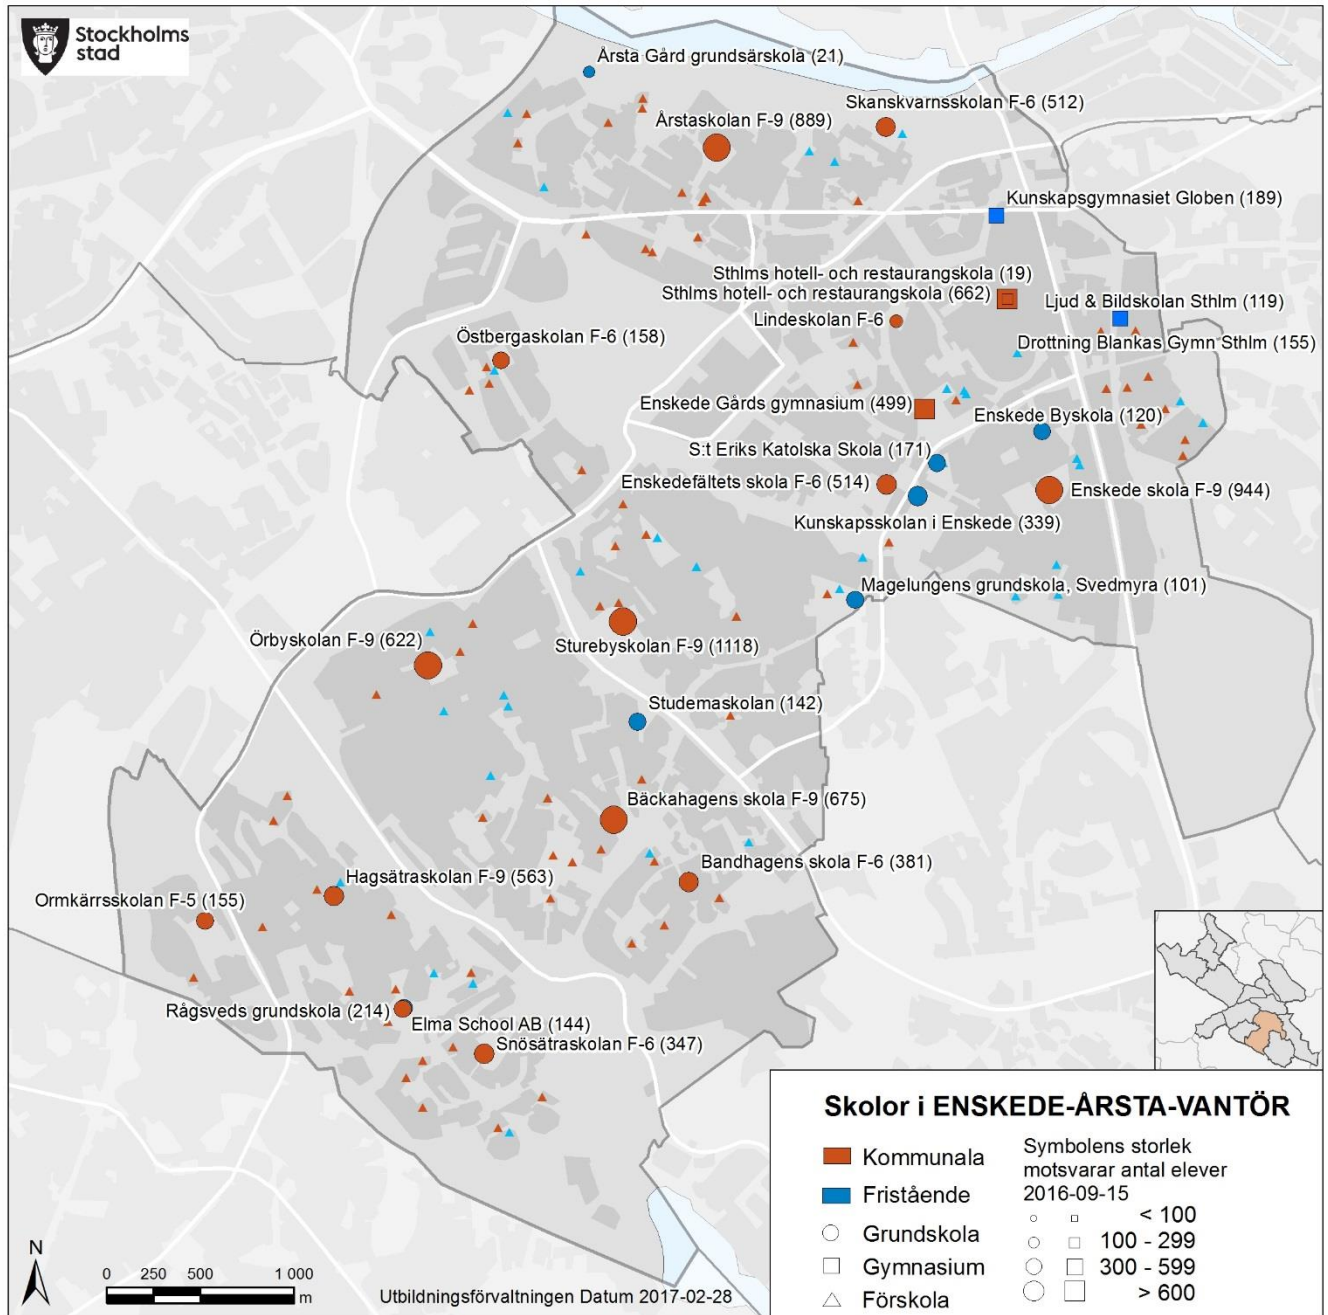 Stockholms
stad
Årsta Gård grundsärskola (21)
Skanskvarnsskolan F-6 (512)
Årstaskolan F-9 (889)
Kunskapsgymnasiet Globen (189)
Sthlms hotell- och restaurangskola (19)
Sthlms hotell- och restaurangskola (662)
Ljud & Bildskolan Sthlm (119)
Lindeskolan F-6
Drottning Blankas Gymn Sthlm (155)
Östbergaskolan F-6 (158)
Enskede Gårds gymnasium (499)
Enskede Byskola (120)
S:t Eriks Katolska Skola (171)
Enskedefältets skola F-6 (514)
Enskede skola F-9 (944)
Kunskapsskolan i Enskede (339)
Magelungens grundskola, Svedmyra (101)
Örbyskolan F-9 (622)
Sturebyskolan F-9 (1118)
Studemaskolan (142)
Bäckahagens skola F-9 (675)
Bandhagens skola F-6 (381)
Hagsätraskolan F-9 (563)
Ormkärrsskolan F-5 (155)
Rågsveds grundskola (214)
Elma School AB (144)
Snösätraskolan F-6 (347)
Skolor i ENSKEDE-ÅRSTA-VANTÖR
Kommunala
Fristående
Grundskola
Gymnasium
Förskola
Symbolens storlek
motsvarar antal elever
2016-09-15
< 100
100 - 299
300 - 599
> 600
N
0 250 500 1 000
m
Utbildningsförvaltningen Datum 2017-02-28